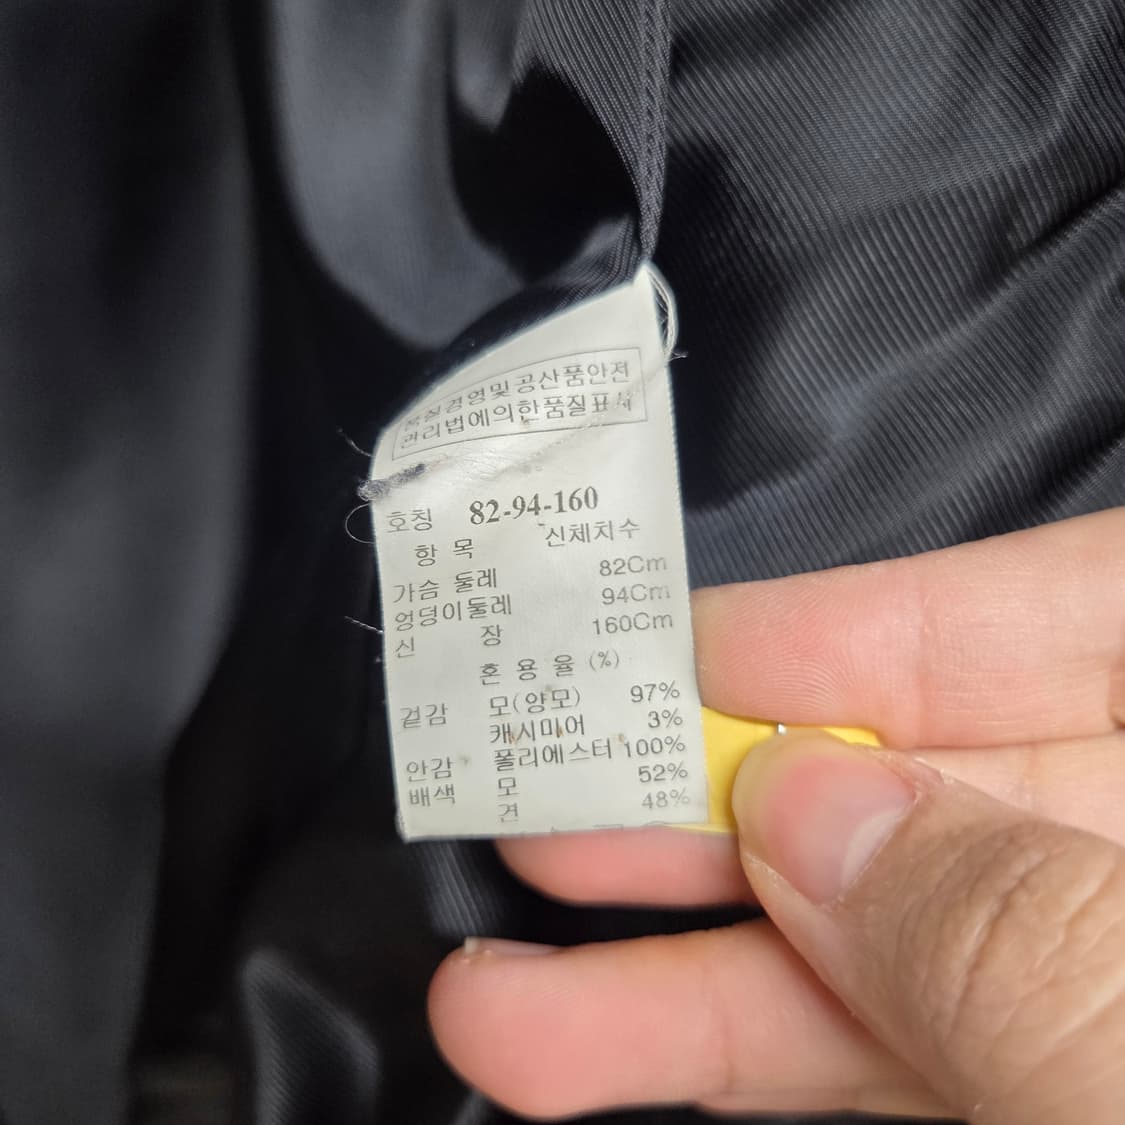 품질경영및공산품안전
관리법에의한품질표시
호칭 82-94-160
항 목 신체치수
가슴 둘레 82Cm
엉덩이둘레 94Cm
신 장 160Cm
혼 용 율 (%)
겉감 모(양모) 97%
캐시미어 3%
안감 폴리에스터 100%
배색 모 52%
견 48%